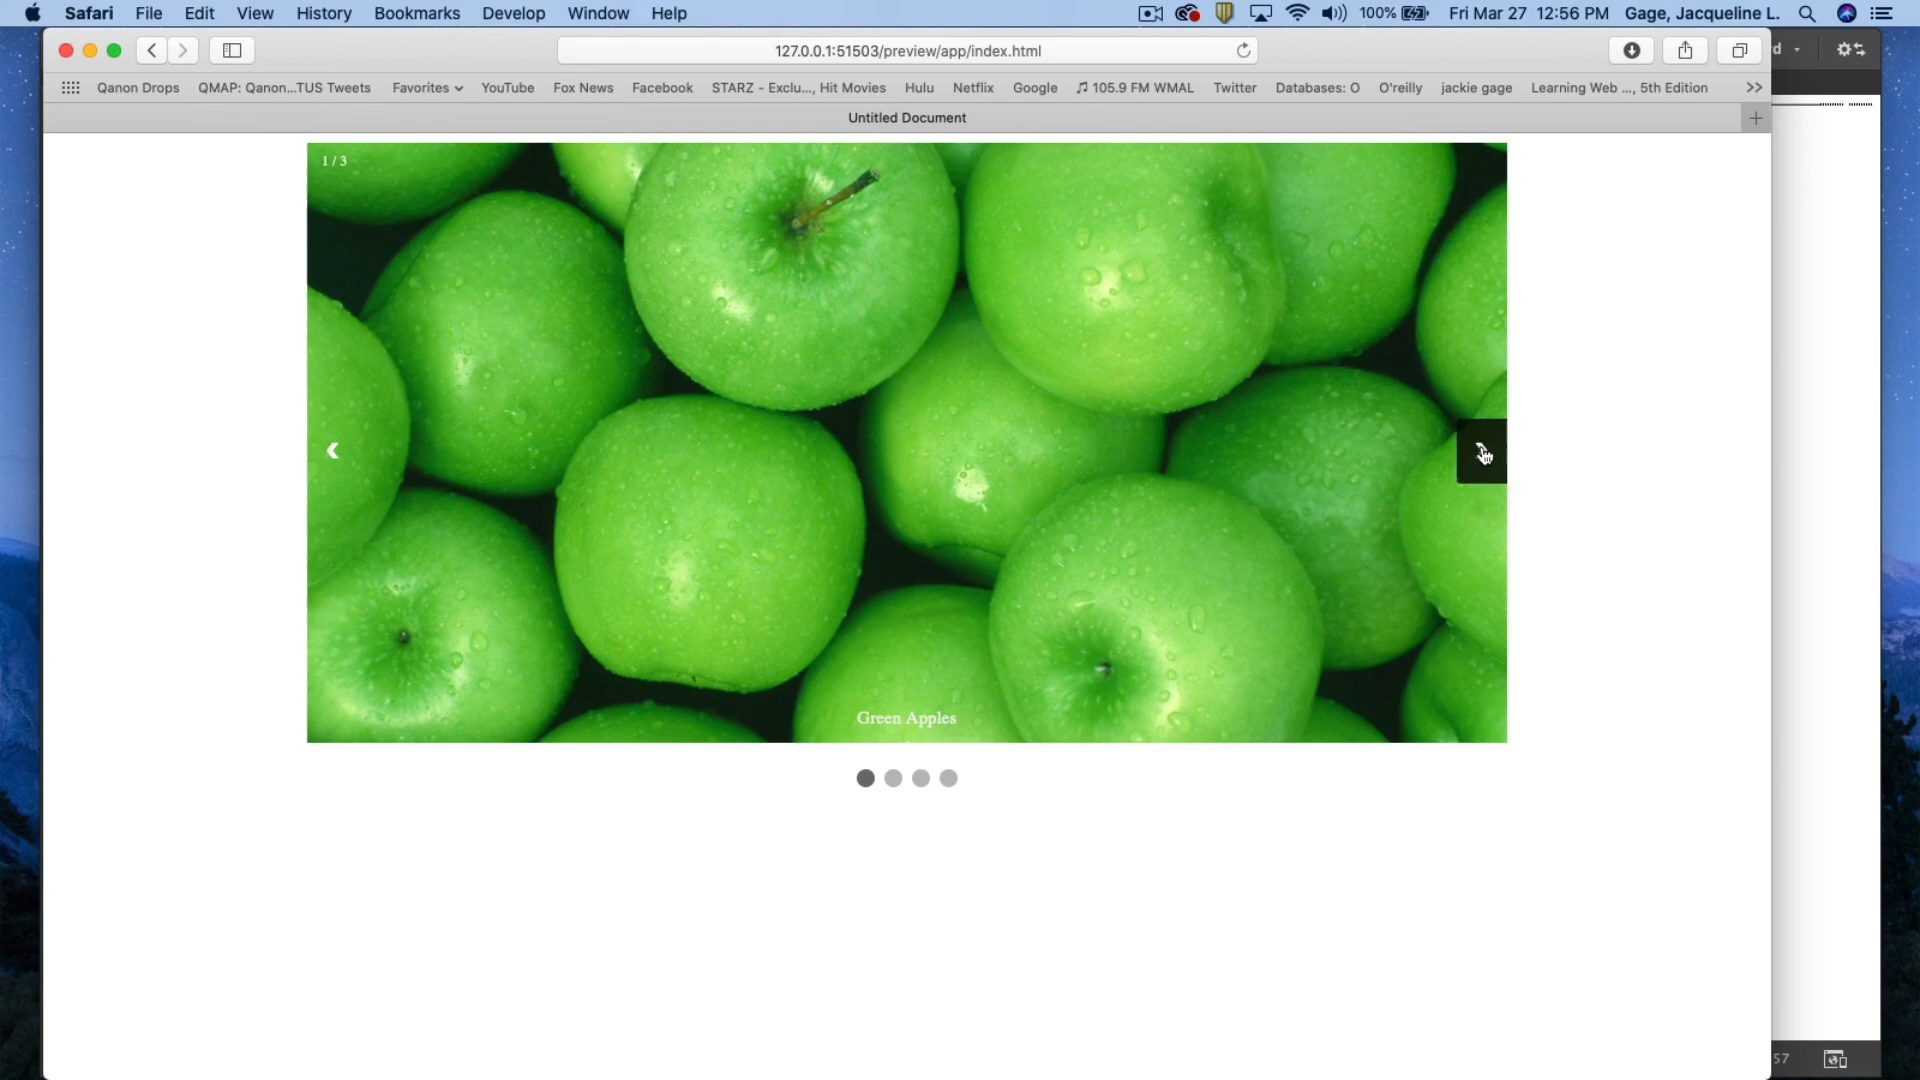 Safari File Edit View History Bookmarks Develop Window Help 100% Fri Mar 27 12:56 PM Gage, Jacqueline L.
127.0.0.1:51503/preview/app/index.html
Qanon Drops QMAP: Qanon...TUS Tweets Favorites YouTube Fox News Facebook STARZ - Exclu..., Hit Movies Hulu Netflix Google 105.9 FM WMAL Twitter Databases: O O'reilly jackie gage Learning Web ..., 5th Edition
Untitled Document
1 / 3
Green Apples
57